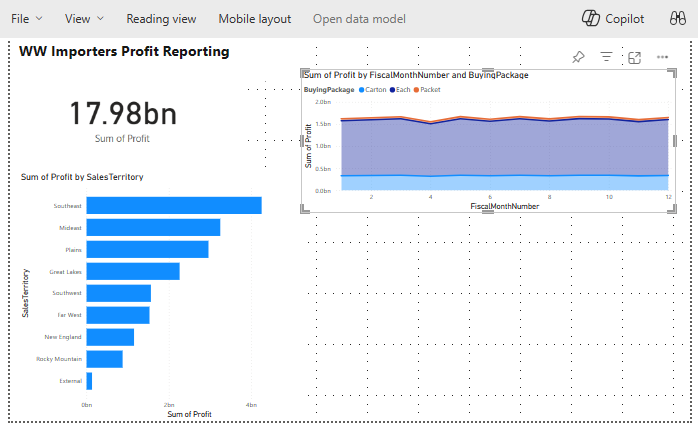 File View Reading view Mobile layout Open data model Copilot
WW Importers Profit Reporting
17.98bn
Sum of Profit
Sum of Profit by SalesTerritory
SalesTerritory
Southeast
Mideast
Plains
Great Lakes
Southwest
Far West
New England
Rocky Mountain
External
0bn 2bn 4bn
Sum of Profit
Sum of Profit by FiscalMonthNumber and BuyingPackage
BuyingPackage Carton Each Packet
Sum of Profit
2.0bn
1.5bn
1.0bn
0.5bn
0.0bn
2 4 6 8 10 12
FiscalMonthNumber